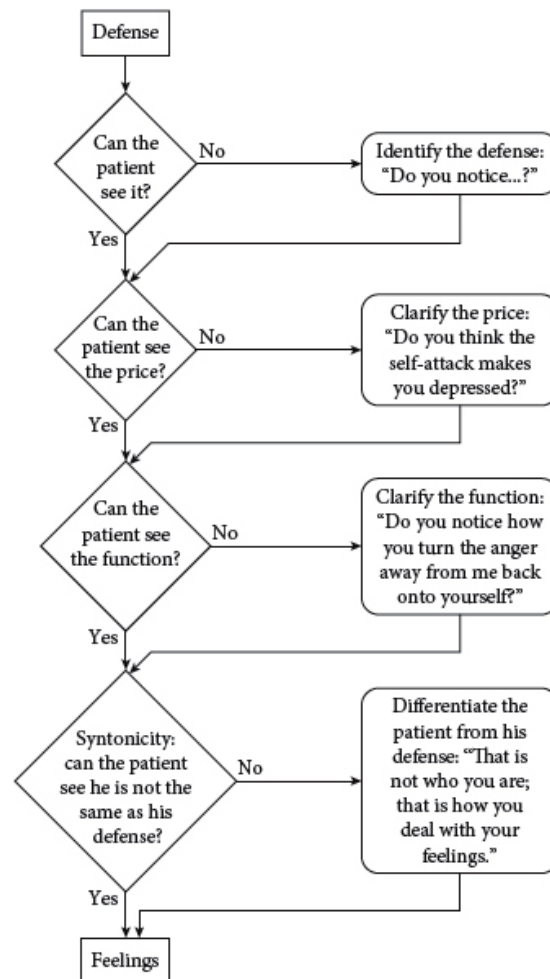 Defense
Can the
patient
see it?
No
Identify the defense:
“Do you notice...?”
Yes
Can the
patient see
the price?
No
Clarify the price:
“Do you think the
self-attack makes
you depressed?”
Yes
Can the
patient see
the function?
No
Clarify the function:
“Do you notice how
you turn the anger
away from me back
onto yourself?”
Yes
Syntonicity:
can the patient
see he is not the
same as his
defense?
No
Differentiate the
patient from his
defense: “That is
not who you are;
that is how you
deal with your
feelings.”
Yes
Feelings